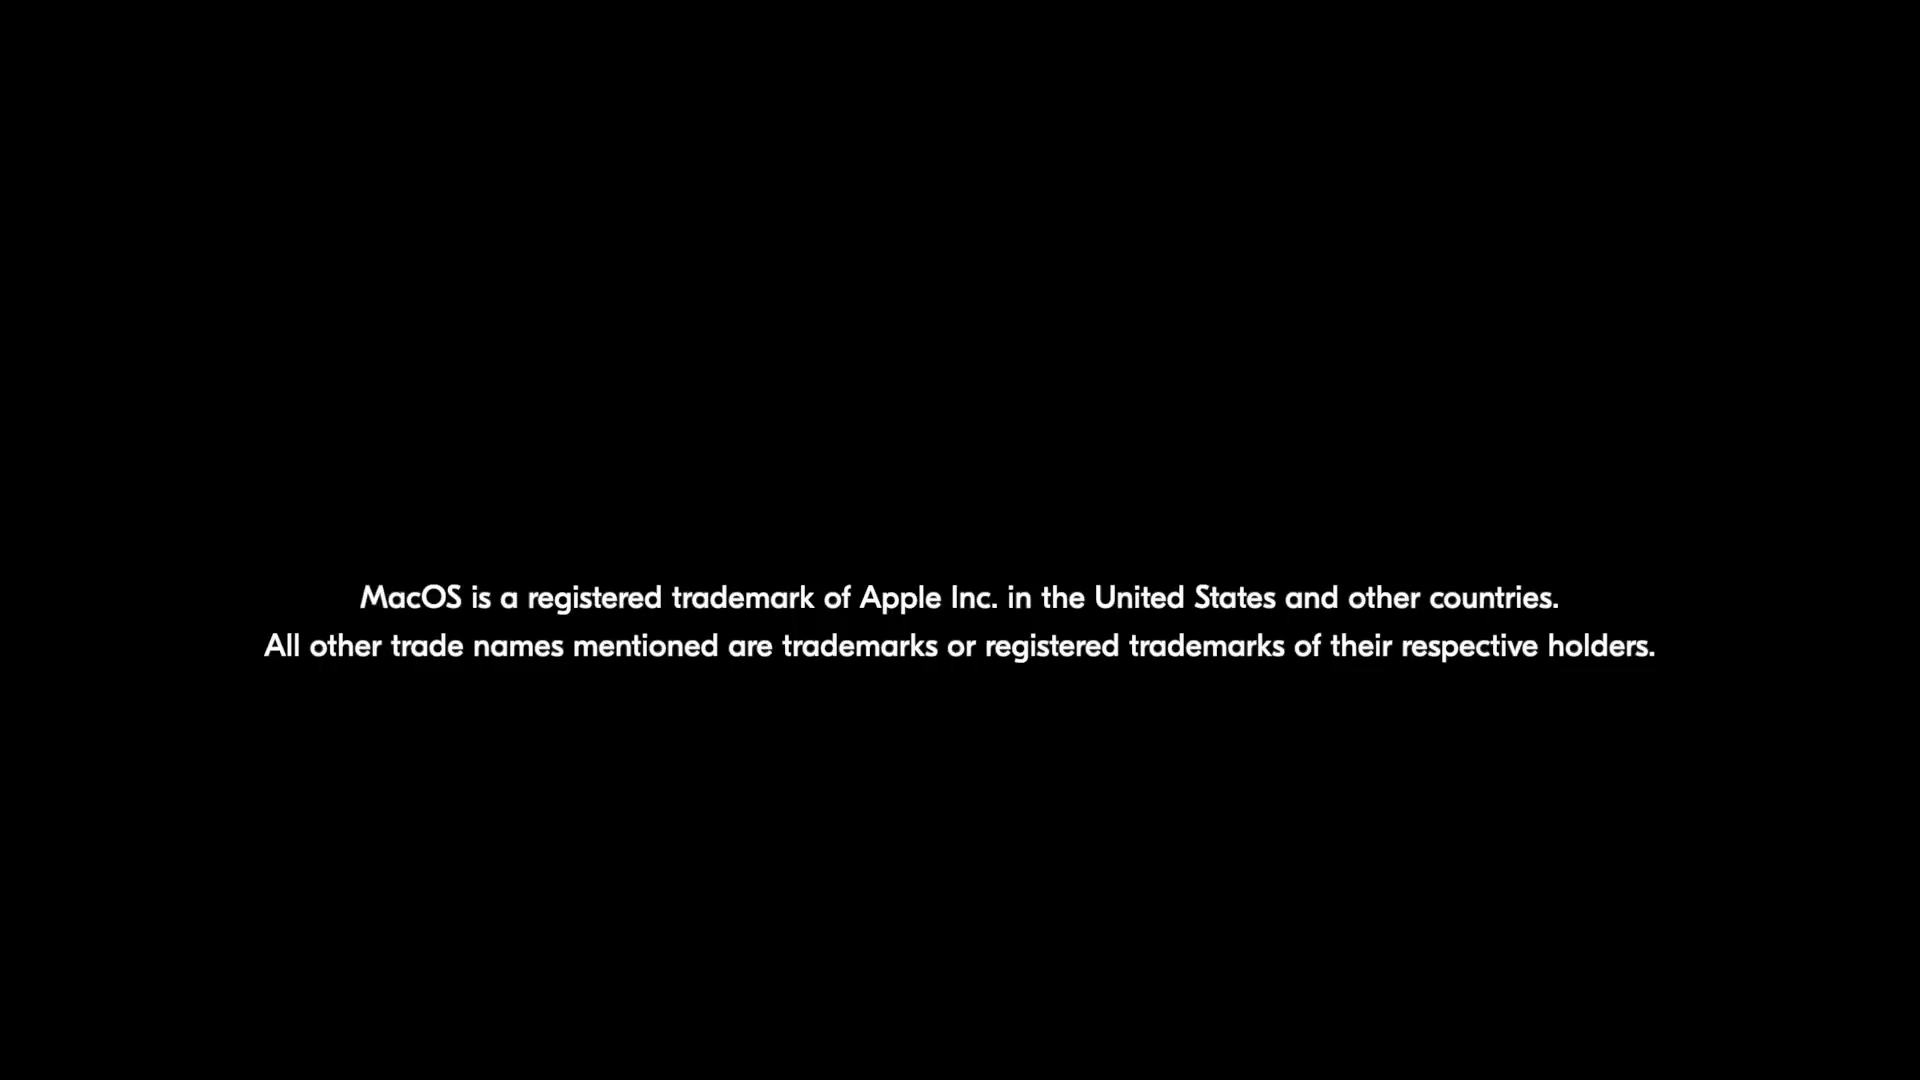 MacOS is a registered trademark of Apple Inc. in the United States and other countries.
All other trade names mentioned are trademarks or registered trademarks of their respective holders.